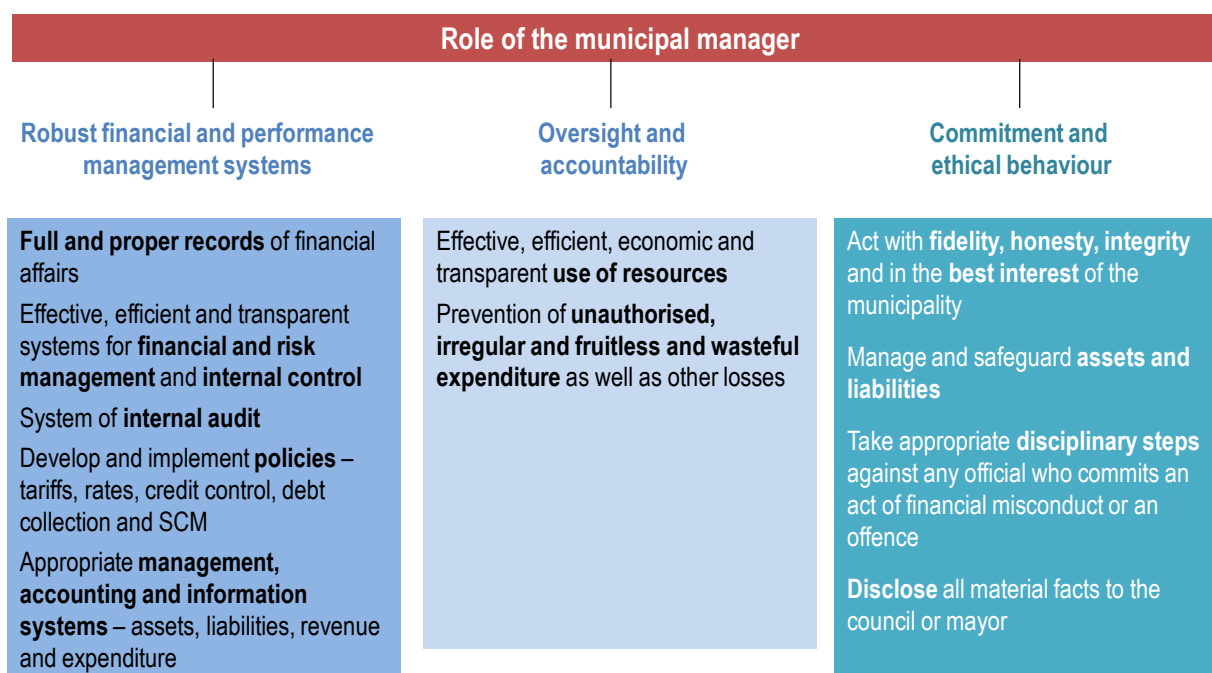 Role of the municipal manager
Robust financial and performance
management systems
Oversight and
accountability
Commitment and
ethical behaviour
Full and proper records of financial
affairs
Effective, efficient and transparent
systems for financial and risk
management and internal control
System of internal audit
Develop and implement policies –
tariffs, rates, credit control, debt
collection and SCM
Appropriate management,
accounting and information
systems – assets, liabilities, revenue
and expenditure
Effective, efficient, economic and
transparent use of resources
Prevention of unauthorised,
irregular and fruitless and wasteful
expenditure as well as other losses
Act with fidelity, honesty, integrity
and in the best interest of the
municipality
Manage and safeguard assets and
liabilities
Take appropriate disciplinary steps
against any official who commits an
act of financial misconduct or an
offence
Disclose all material facts to the
council or mayor